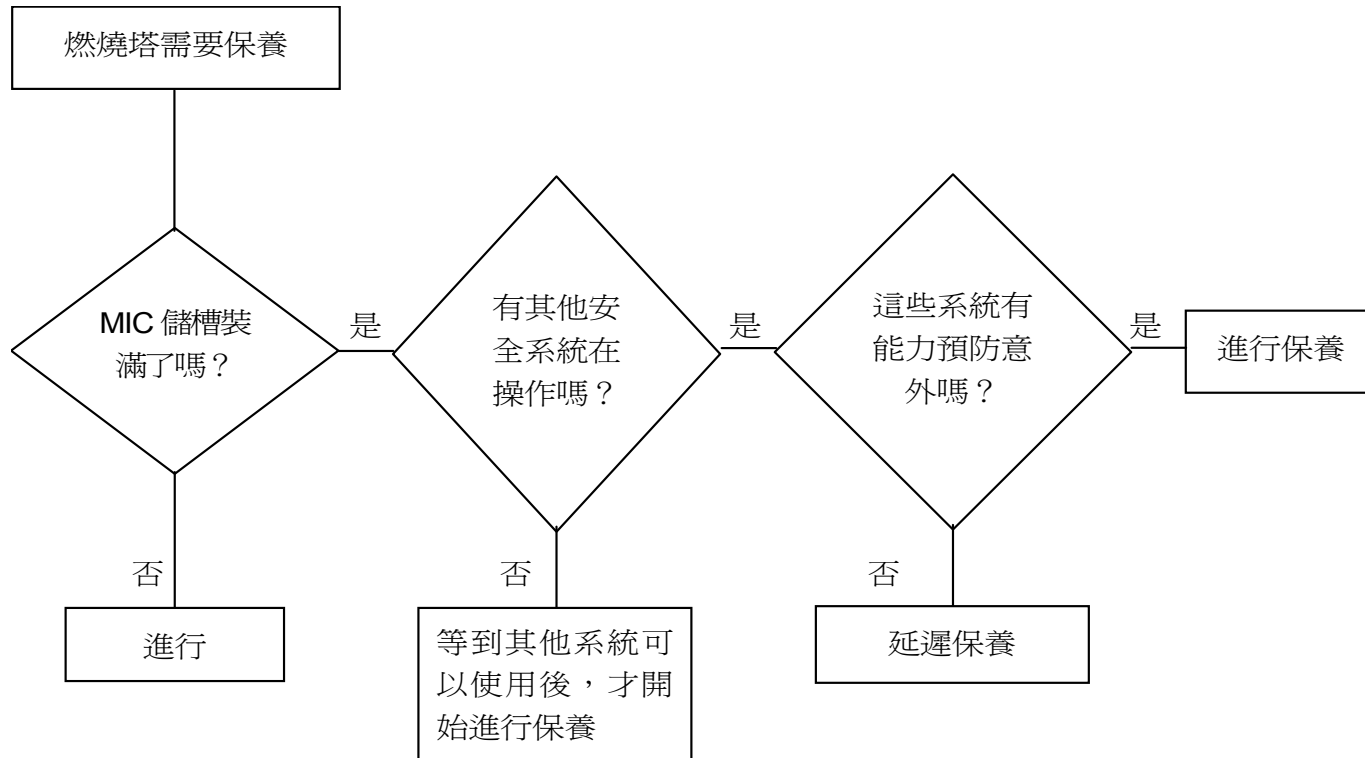 燃燒塔需要保養
MIC 儲槽裝
滿了嗎？
是
有其他安
全系統在
操作嗎？
是
這些系統有
能力預防意
外嗎？
是
進行保養
否
進行
否
等到其他系統可
以使用後，才開
始進行保養
否
延遲保養